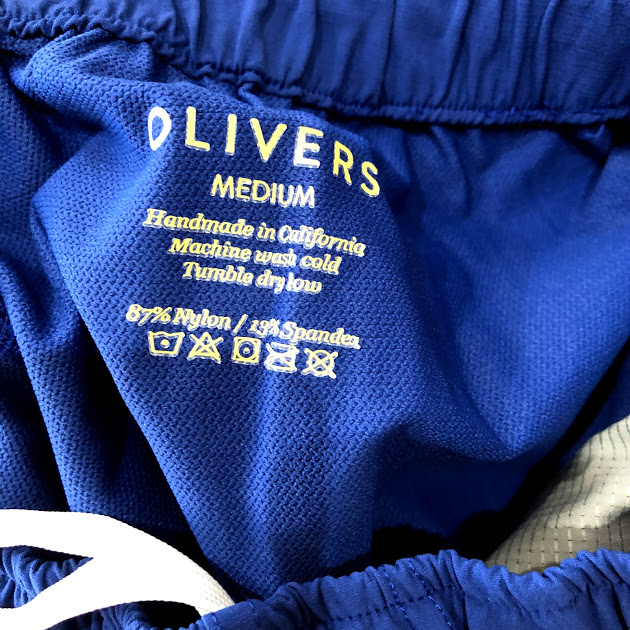 OLIVERS
MEDIUM
Handmade in California
Machine wash cold
Tumble dry low
87% Nylon / 13% Spandex